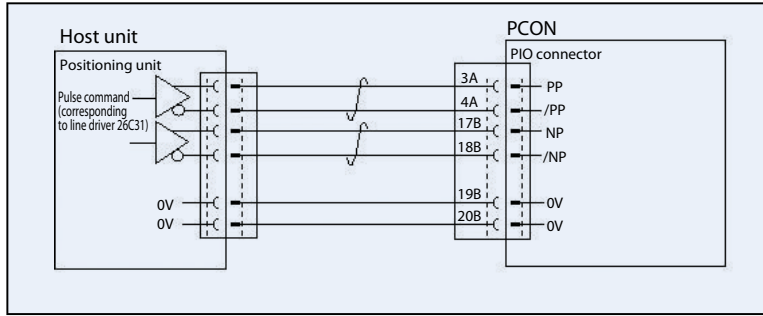 Host unit
PCON
Positioning unit
PIO connector
Pulse command
(corresponding
to line driver 26C31)
3A
PP
4A
/PP
17B
NP
18B
/NP
0V
19B
0V
0V
20B
0V